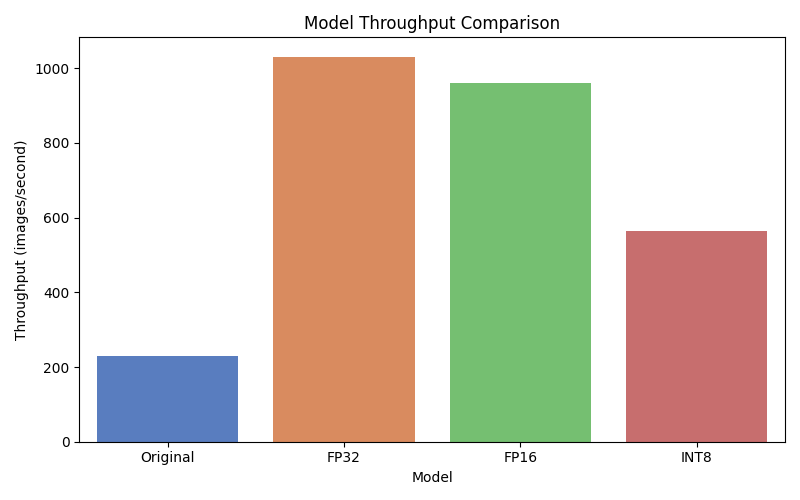 Model Throughput Comparison
Throughput (images/second)
1000
800
600
400
200
0
Original FP32 FP16 INT8
Model